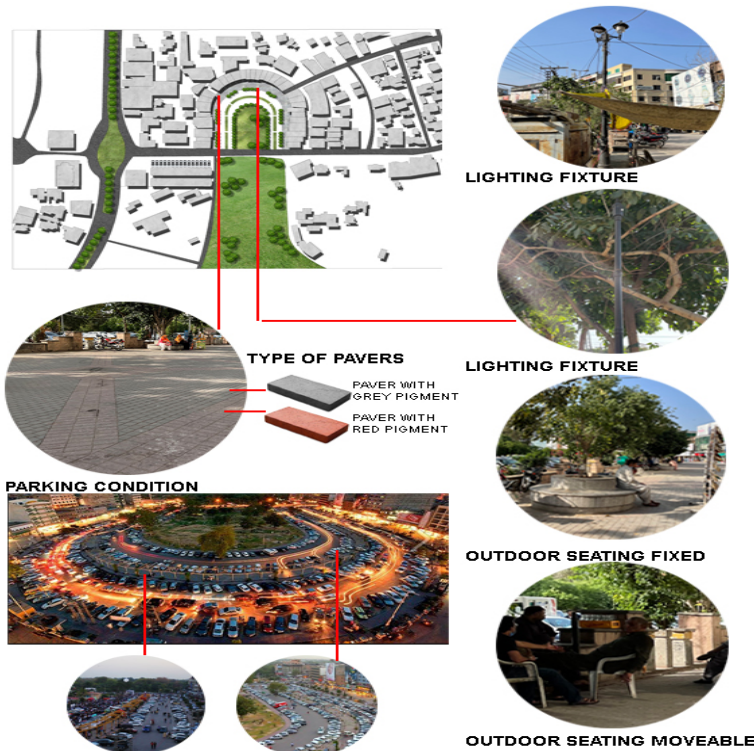 LIGHTING FIXTURE
LIGHTING FIXTURE
TYPE OF PAVERS
PAVER WITH
GREY PIGMENT
PAVER WITH
RED PIGMENT
PARKING CONDITION
OUTDOOR SEATING FIXED
OUTDOOR SEATING MOVEABLE